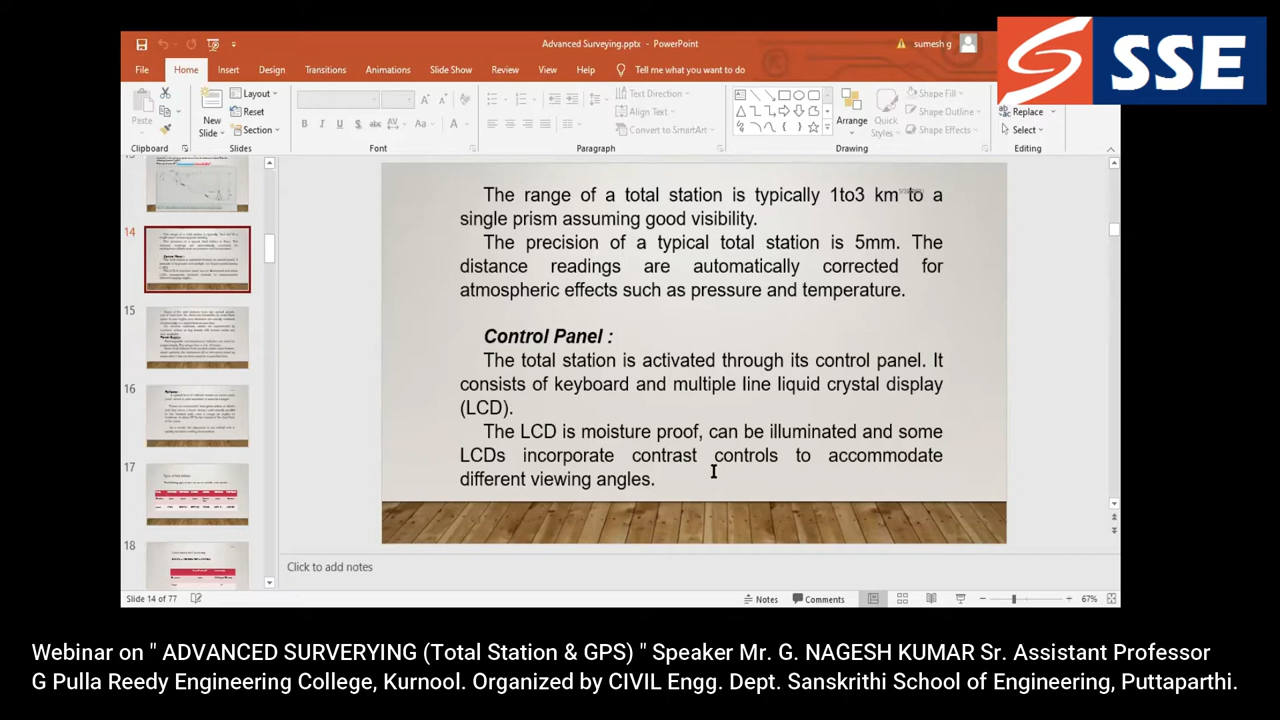 Advanced Surveying.pptx - PowerPoint
sumesh g
SSE
File Home Insert Design Transitions Animations Slide Show Review View Help Tell me what you want to do
Paste
New Slide
Layout
Reset
Section
B I U S abc AV Aa A
Text Direction
Align Text
Convert to SmartArt
Arrange
Quick Styles
Shape Fill
Shape Outline
Shape Effects
Replace
Select
Clipboard Slides Font Paragraph Drawing Editing
The range of a total station is typically 1to3 km to a
single prism assuming good visibility.
The precision of a typical total station is 5mm. The
distance readings are automatically corrected for
atmospheric effects such as pressure and temperature.
Control Panel :
The total station is activated through its control panel. It
consists of keyboard and multiple line liquid crystal display
(LCD).
The LCD is moisture proof, can be illuminated and some
LCDs incorporate contrast controls to accommodate
different viewing angles.
14
15
16
17
18
Click to add notes
Slide 14 of 77
Notes Comments 67%
Webinar on " ADVANCED SURVERYING (Total Station & GPS) " Speaker Mr. G. NAGESH KUMAR Sr. Assistant Professor
G Pulla Reedy Engineering College, Kurnool. Organized by CIVIL Engg. Dept. Sanskrithi School of Engineering, Puttaparthi.